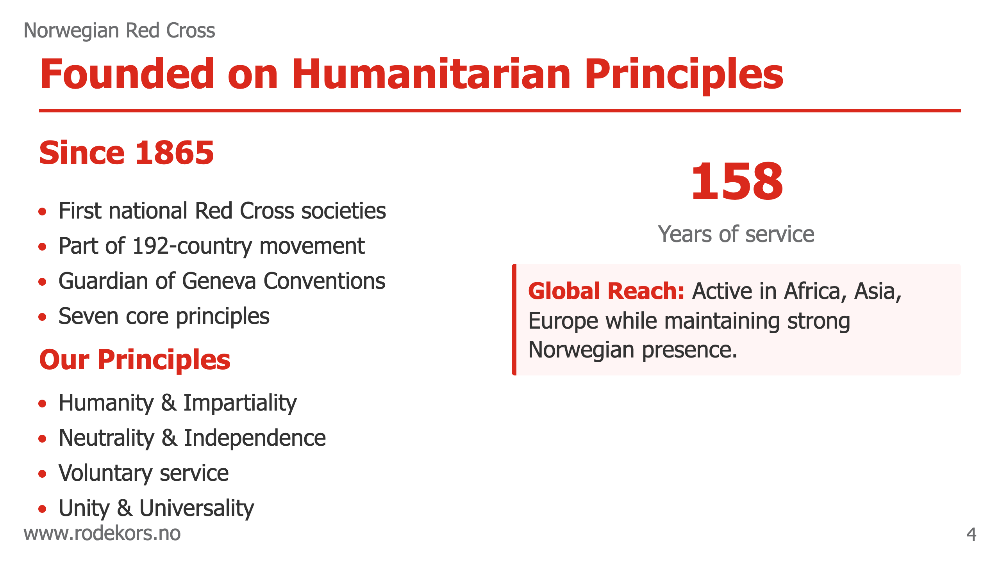 Norwegian Red Cross
Founded on Humanitarian Principles
Since 1865
• First national Red Cross societies
• Part of 192-country movement
• Guardian of Geneva Conventions
• Seven core principles
Our Principles
• Humanity & Impartiality
• Neutrality & Independence
• Voluntary service
• Unity & Universality
158
Years of service
Global Reach: Active in Africa, Asia,
Europe while maintaining strong
Norwegian presence.
www.rodekors.no
4